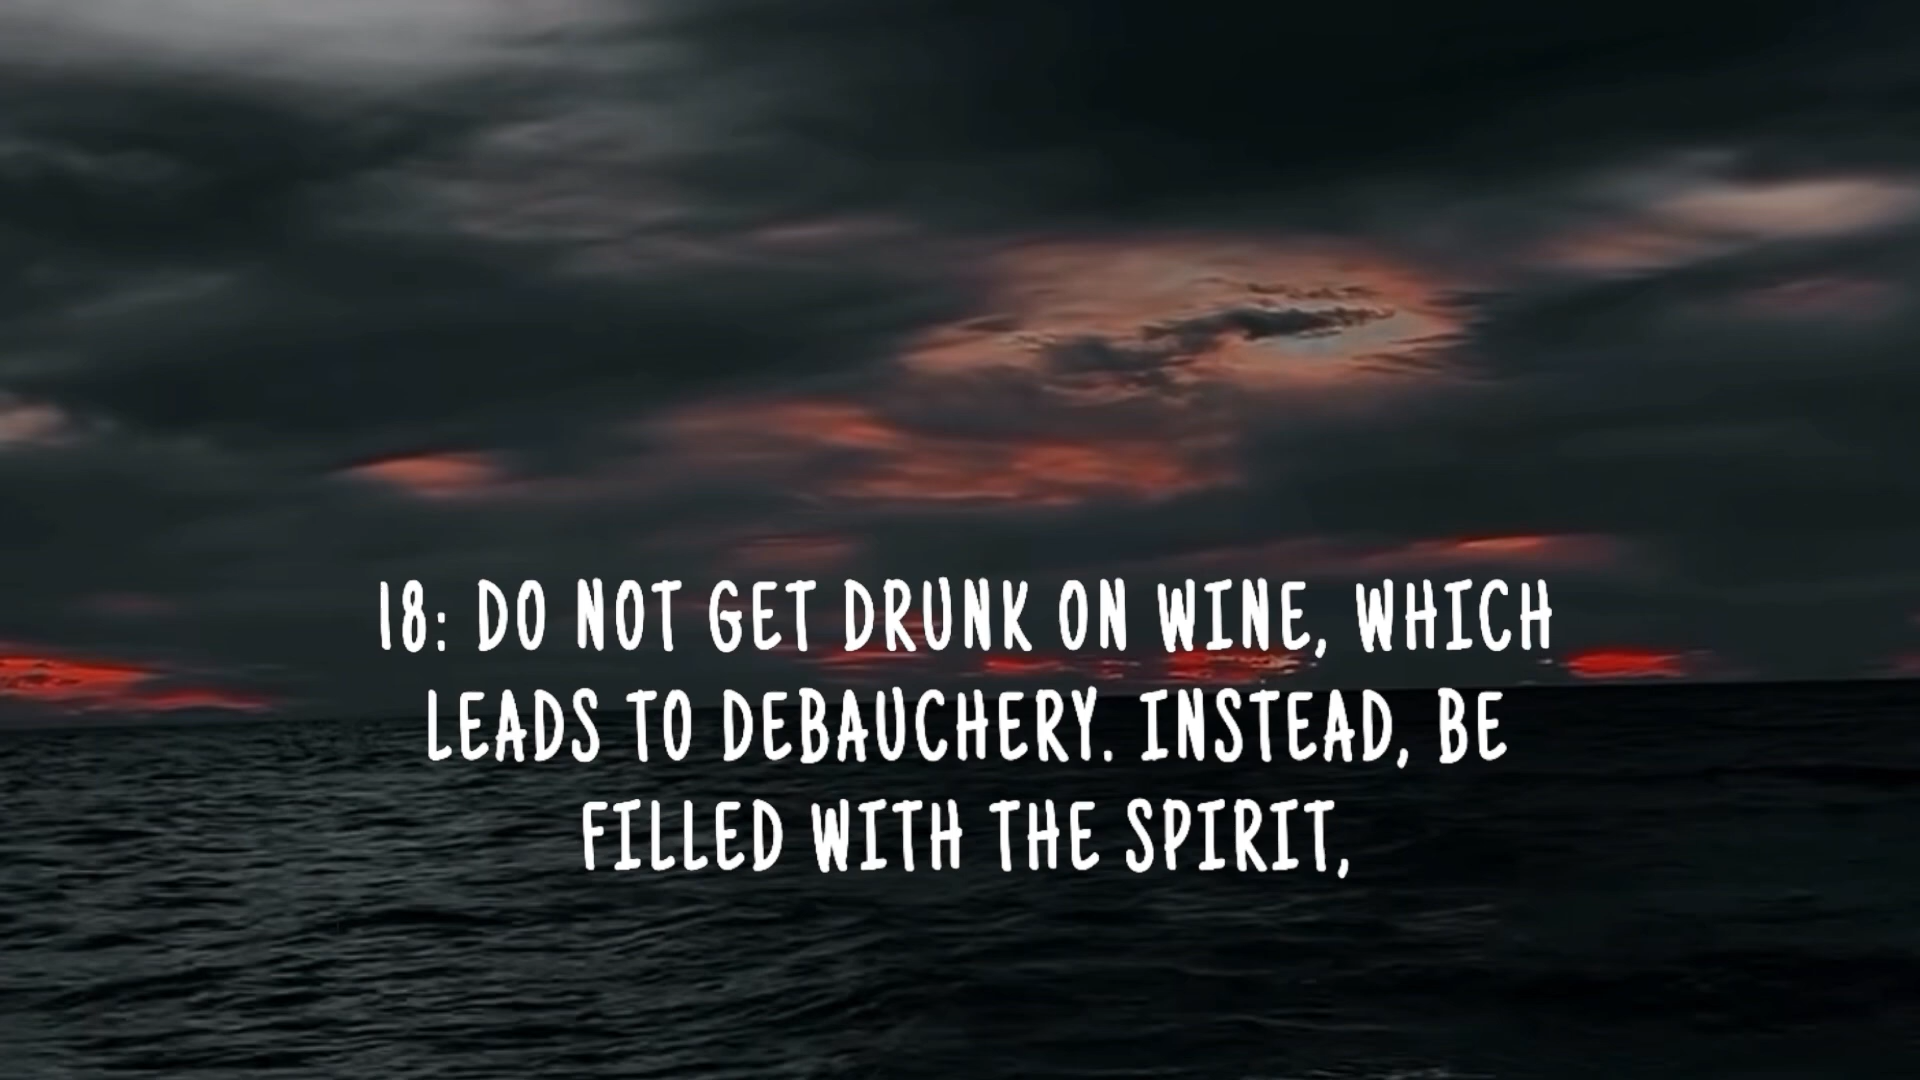 18: DO NOT GET DRUNK ON WINE, WHICH
LEADS TO DEBAUCHERY. INSTEAD, BE
FILLED WITH THE SPIRIT,